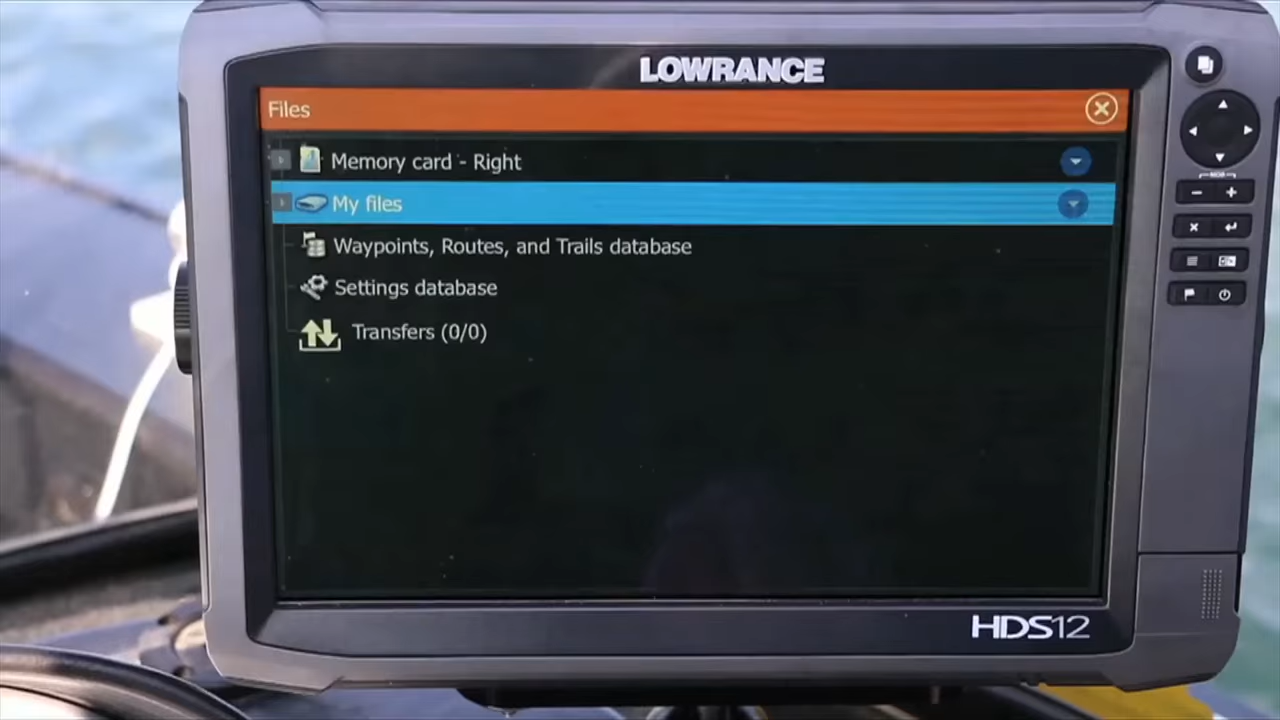 LOWRANCE
Files
Memory card - Right
My files
Waypoints, Routes, and Trails database
Settings database
Transfers (0/0)
HDS12